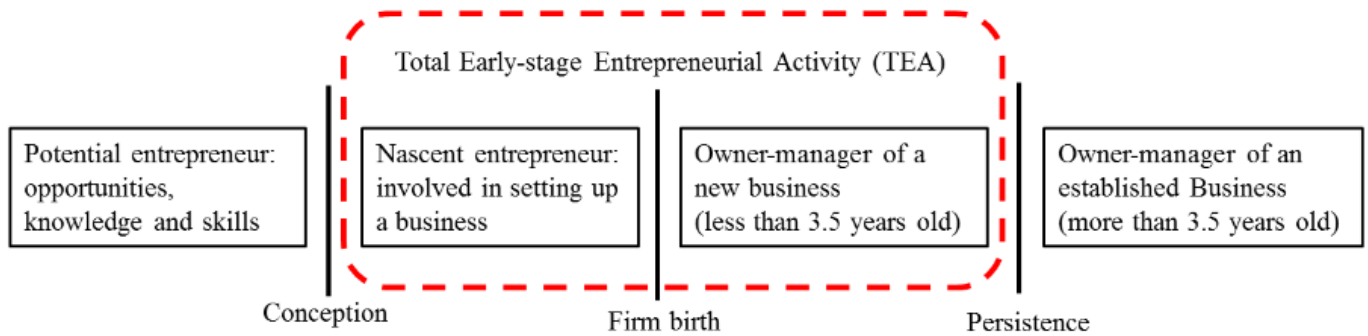 Total Early-stage Entrepreneurial Activity (TEA)
Potential entrepreneur:
opportunities,
knowledge and skills
Nascent entrepreneur:
involved in setting up
a business
Owner-manager of a
new business
(less than 3.5 years old)
Owner-manager of an
established Business
(more than 3.5 years old)
Conception
Firm birth
Persistence